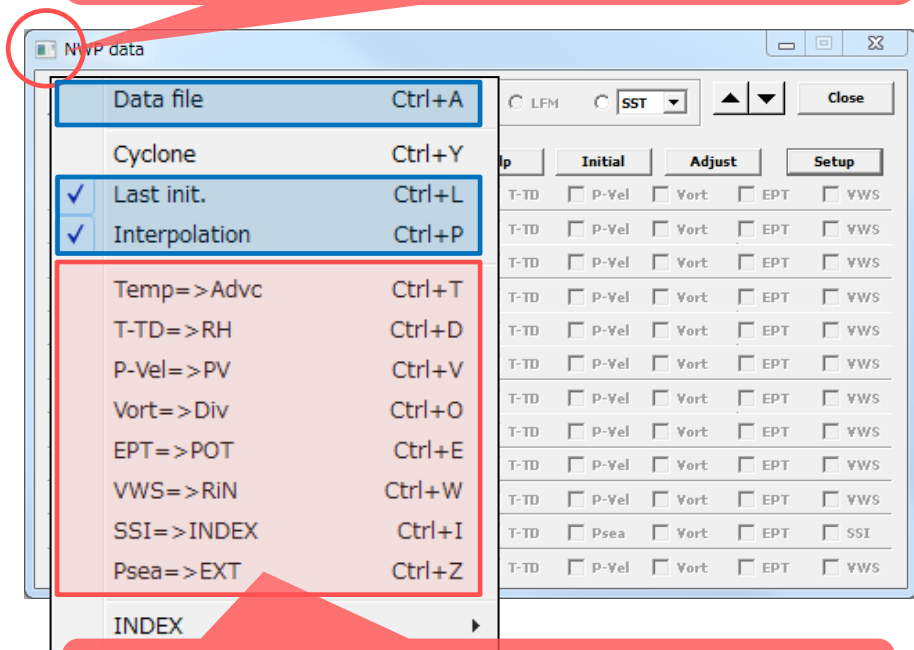 NWP data
Data file Ctrl+A
LFM SST Close
Cyclone Ctrl+Y
lp Initial Adjust Setup
Last init. Ctrl+L
T-TD P-Vel Vort EPT VWS
Interpolation Ctrl+P
T-TD P-Vel Vort EPT VWS
T-TD P-Vel Vort EPT VWS
Temp=>Advc Ctrl+T
T-TD P-Vel Vort EPT VWS
T-TD=>RH Ctrl+D
T-TD P-Vel Vort EPT VWS
P-Vel=>PV Ctrl+V
T-TD P-Vel Vort EPT VWS
Vort=>Div Ctrl+O
T-TD P-Vel Vort EPT VWS
EPT=>POT Ctrl+E
T-TD P-Vel Vort EPT VWS
T-TD P-Vel Vort EPT VWS
VWS=>RiN Ctrl+W
T-TD P-Vel Vort EPT VWS
SSI=>INDEX Ctrl+I
T-TD Psea Vort EPT SSI
Psea=>EXT Ctrl+Z
T-TD P-Vel Vort EPT VWS
INDEX